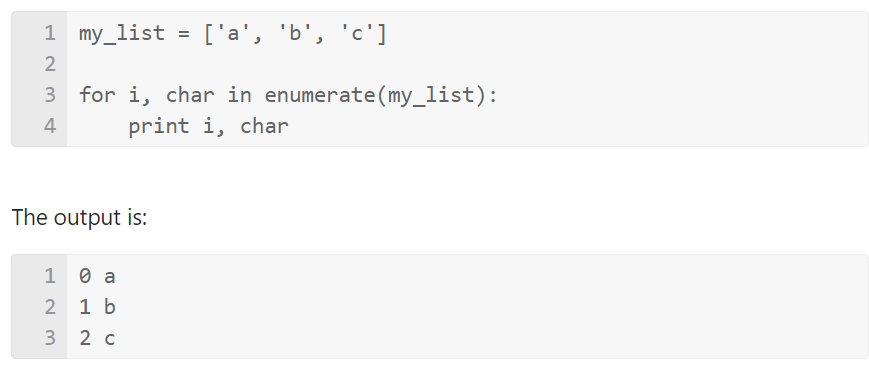 1 my_list = ['a', 'b', 'c']
2
3 for i, char in enumerate(my_list):
4     print i, char
The output is:
1 0 a
2 1 b
3 2 c